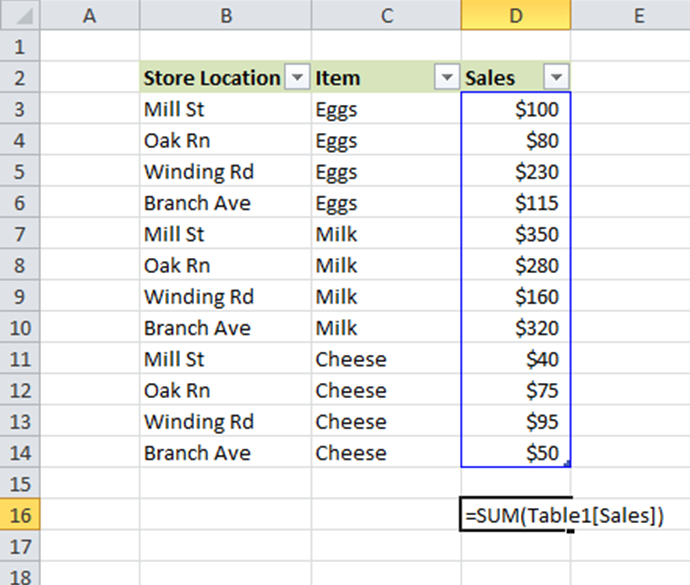 A B C D E
1
2 Store Location Item Sales
3 Mill St Eggs $100
4 Oak Rn Eggs $80
5 Winding Rd Eggs $230
6 Branch Ave Eggs $115
7 Mill St Milk $350
8 Oak Rn Milk $280
9 Winding Rd Milk $160
10 Branch Ave Milk $320
11 Mill St Cheese $40
12 Oak Rn Cheese $75
13 Winding Rd Cheese $95
14 Branch Ave Cheese $50
15
16 =SUM(Table1[Sales])
17
18